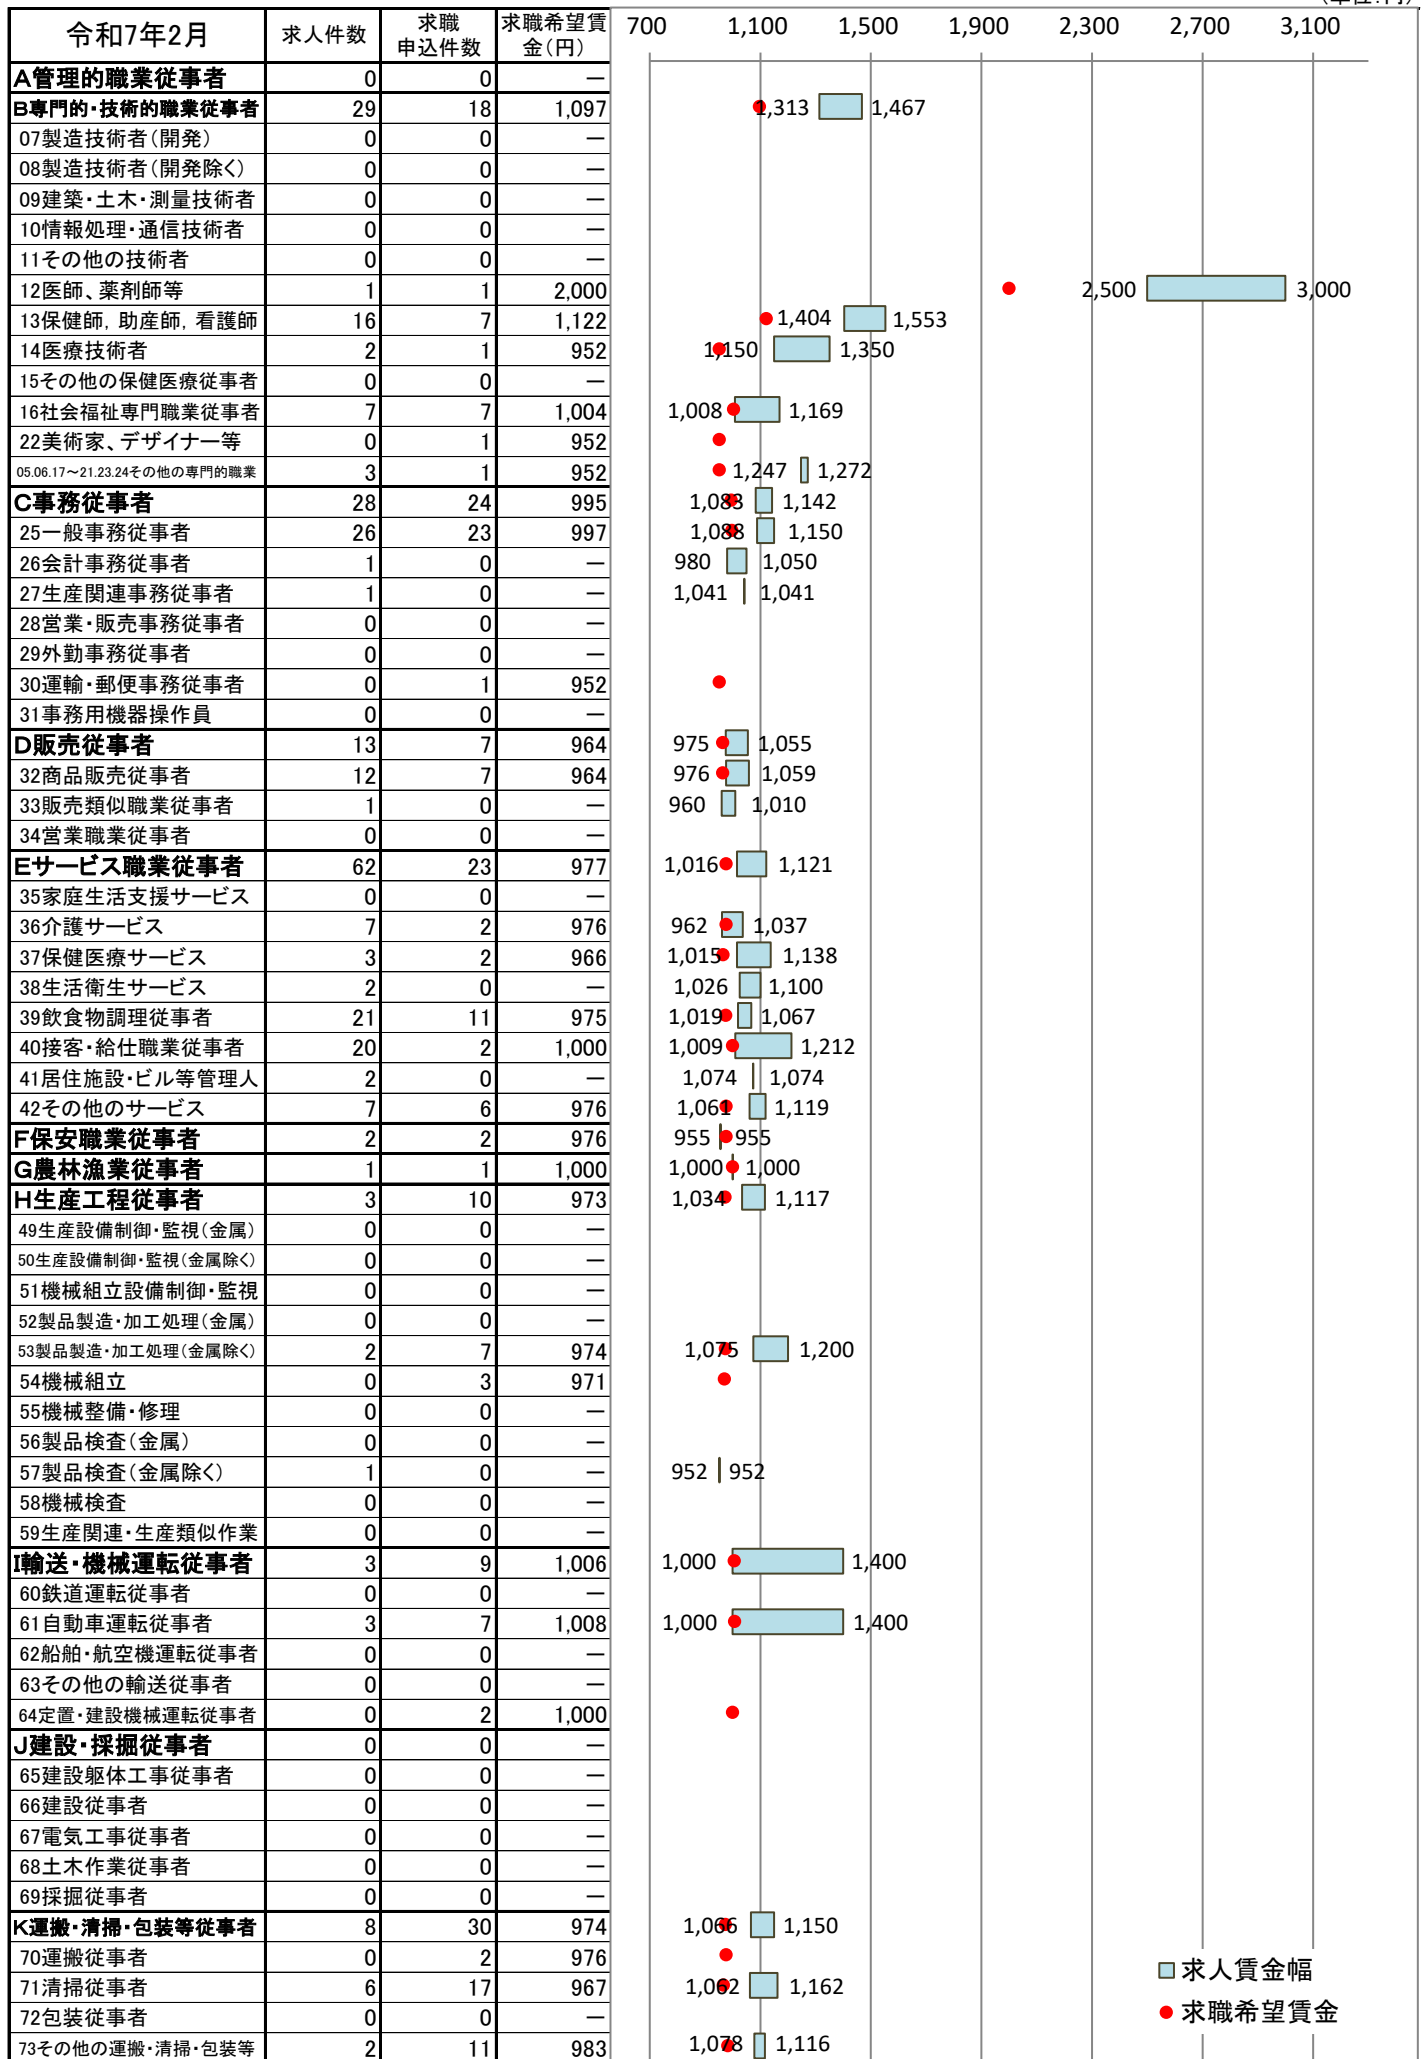 令和7年2月 求人件数 求職申込件数 求職希望賃金(円) 700 1,100 1,500 1,900 2,300 2,700 3,100
A管理的職業従事者 0 0 －
B専門的・技術的職業従事者 29 18 1,097 1,313 1,467
07製造技術者(開発) 0 0 －
08製造技術者(開発除く) 0 0 －
09建築・土木・測量技術者 0 0 －
10情報処理・通信技術者 0 0 －
11その他の技術者 0 0 －
12医師、薬剤師等 1 1 2,000 2,500 3,000
13保健師, 助産師, 看護師 16 7 1,122 1,404 1,553
14医療技術者 2 1 952 1,150 1,350
15その他の保健医療従事者 0 0 －
16社会福祉専門職業従事者 7 7 1,004 1,008 1,169
22美術家、デザイナー等 0 1 952
05.06.17～21.23.24その他の専門的職業 3 1 952 1,247 1,272
C事務従事者 28 24 995 1,083 1,142
25一般事務従事者 26 23 997 1,088 1,150
26会計事務従事者 1 0 － 980 1,050
27生産関連事務従事者 1 0 － 1,041 1,041
28営業・販売事務従事者 0 0 －
29外勤事務従事者 0 0 －
30運輸・郵便事務従事者 0 1 952
31事務用機器操作員 0 0 －
D販売従事者 13 7 964 975 1,055
32商品販売従事者 12 7 964 976 1,059
33販売類似職業従事者 1 0 － 960 1,010
34営業職業従事者 0 0 －
Eサービス職業従事者 62 23 977 1,016 1,121
35家庭生活支援サービス 0 0 －
36介護サービス 7 2 976 962 1,037
37保健医療サービス 3 2 966 1,015 1,138
38生活衛生サービス 2 0 － 1,026 1,100
39飲食物調理従事者 21 11 975 1,019 1,067
40接客・給仕職業従事者 20 2 1,000 1,009 1,212
41居住施設・ビル等管理人 2 0 － 1,074 1,074
42その他のサービス 7 6 976 1,061 1,119
F保安職業従事者 2 2 976 955 955
G農林漁業従事者 1 1 1,000 1,000 1,000
H生産工程従事者 3 10 973 1,034 1,117
49生産設備制御・監視(金属) 0 0 －
50生産設備制御・監視(金属除く) 0 0 －
51機械組立設備制御・監視 0 0 －
52製品製造・加工処理(金属) 0 0 －
53製品製造・加工処理(金属除く) 2 7 974 1,075 1,200
54機械組立 0 3 971
55機械整備・修理 0 0 －
56製品検査(金属) 0 0 －
57製品検査(金属除く) 1 0 － 952 952
58機械検査 0 0 －
59生産関連・生産類似作業 0 0 －
I輸送・機械運転従事者 3 9 1,006 1,000 1,400
60鉄道運転従事者 0 0 －
61自動車運転従事者 3 7 1,008 1,000 1,400
62船舶・航空機運転従事者 0 0 －
63その他の輸送従事者 0 0 －
64定置・建設機械運転従事者 0 2 1,000
J建設・採掘従事者 0 0 －
65建設躯体工事従事者 0 0 －
66建設従事者 0 0 －
67電気工事従事者 0 0 －
68土木作業従事者 0 0 －
69採掘従事者 0 0 －
K運搬・清掃・包装等従事者 8 30 974 1,066 1,150
70運搬従事者 0 2 976
71清掃従事者 6 17 967 1,062 1,162
72包装従事者 0 0 －
73その他の運搬・清掃・包装等 2 11 983 1,078 1,116
求人賃金幅
求職希望賃金